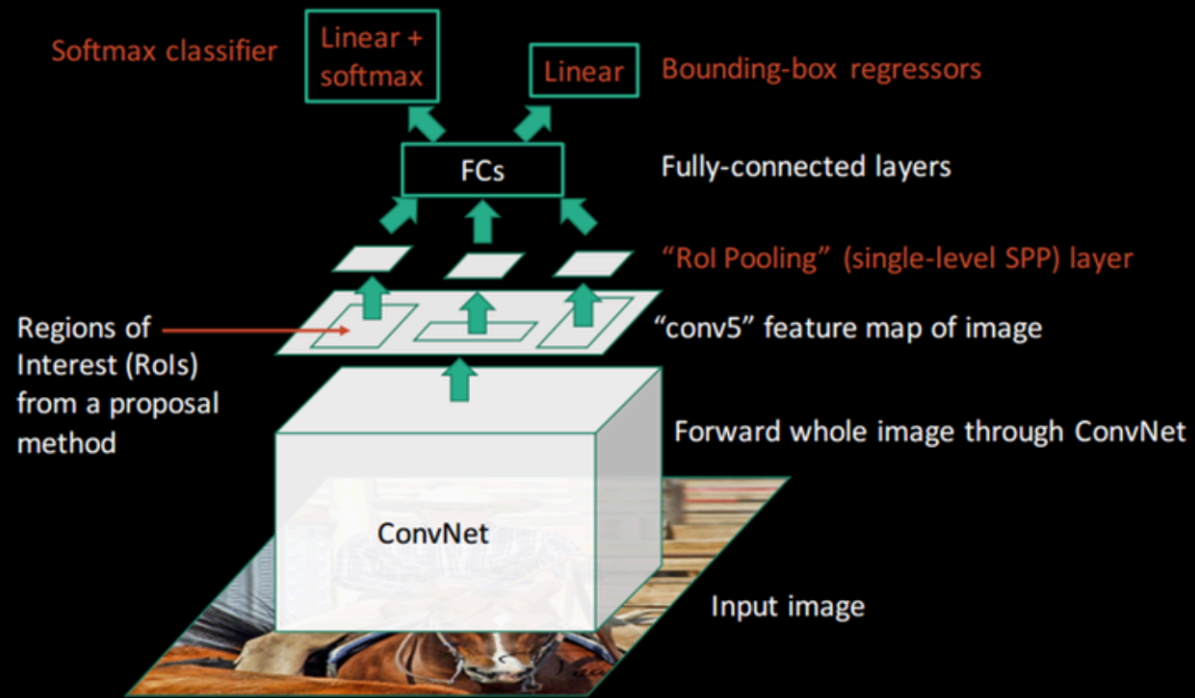 Softmax classifier
Linear +
softmax
Linear
Bounding-box regressors
FCs
Fully-connected layers
“RoI Pooling” (single-level SPP) layer
Regions of
Interest (RoIs)
from a proposal
method
“conv5” feature map of image
Forward whole image through ConvNet
ConvNet
Input image